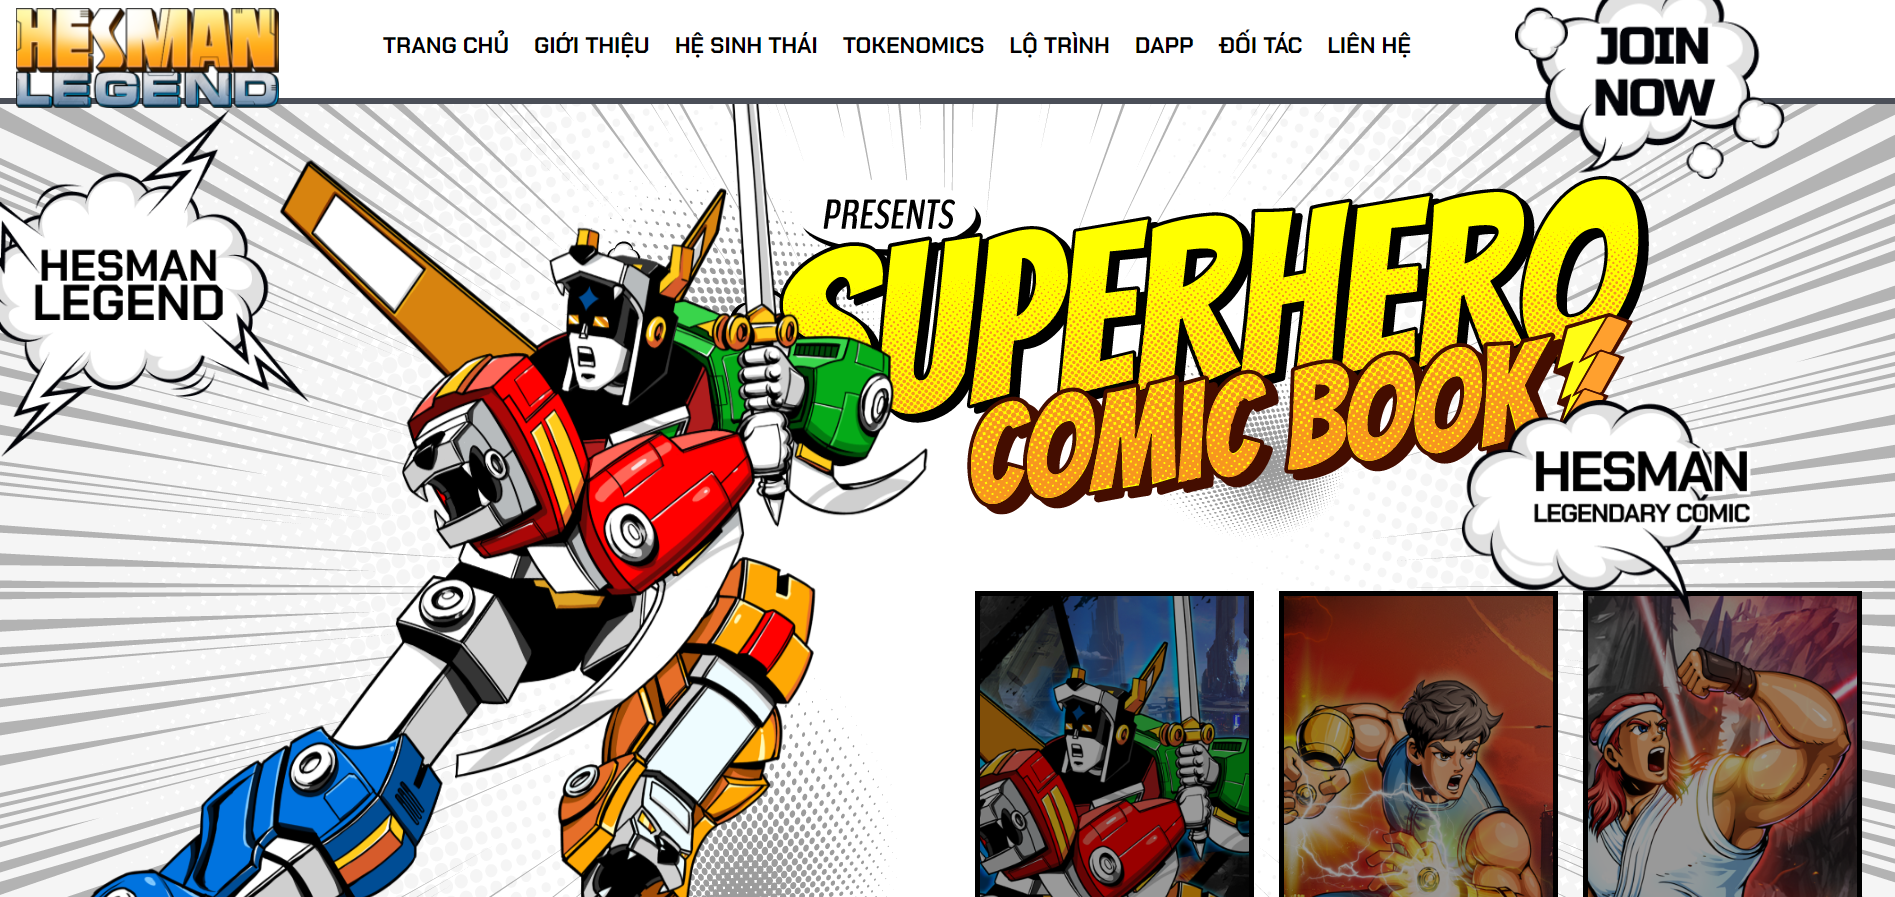 HESMAN
LEGEND
TRANG CHỦ GIỚI THIỆU HỆ SINH THÁI TOKENOMICS LỘ TRÌNH DAPP ĐỐI TÁC LIÊN HỆ
JOIN
NOW
HESMAN
LEGEND
PRESENTS
SUPERHERO
COMIC BOOK
HESMAN
LEGENDARY COMIC